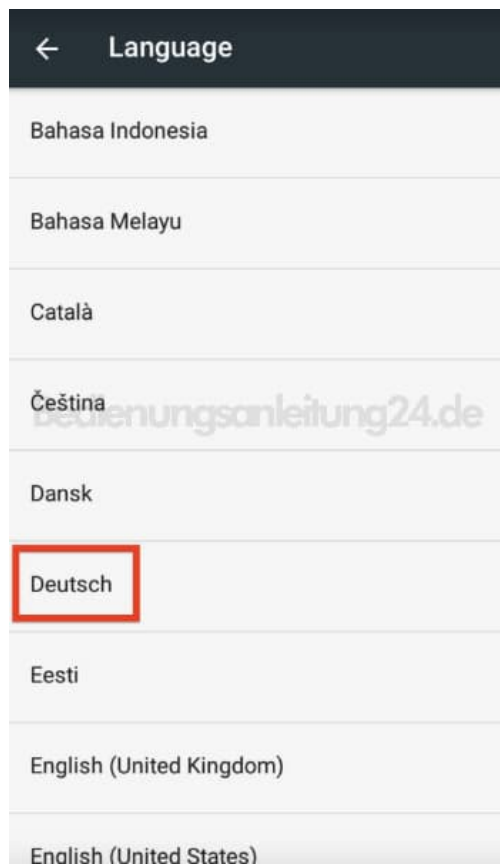 Language
Bahasa Indonesia
Bahasa Melayu
Català
Čeština
Bedienungsanleitung24.de
Dansk
Deutsch
Eesti
English (United Kingdom)
English (United States)